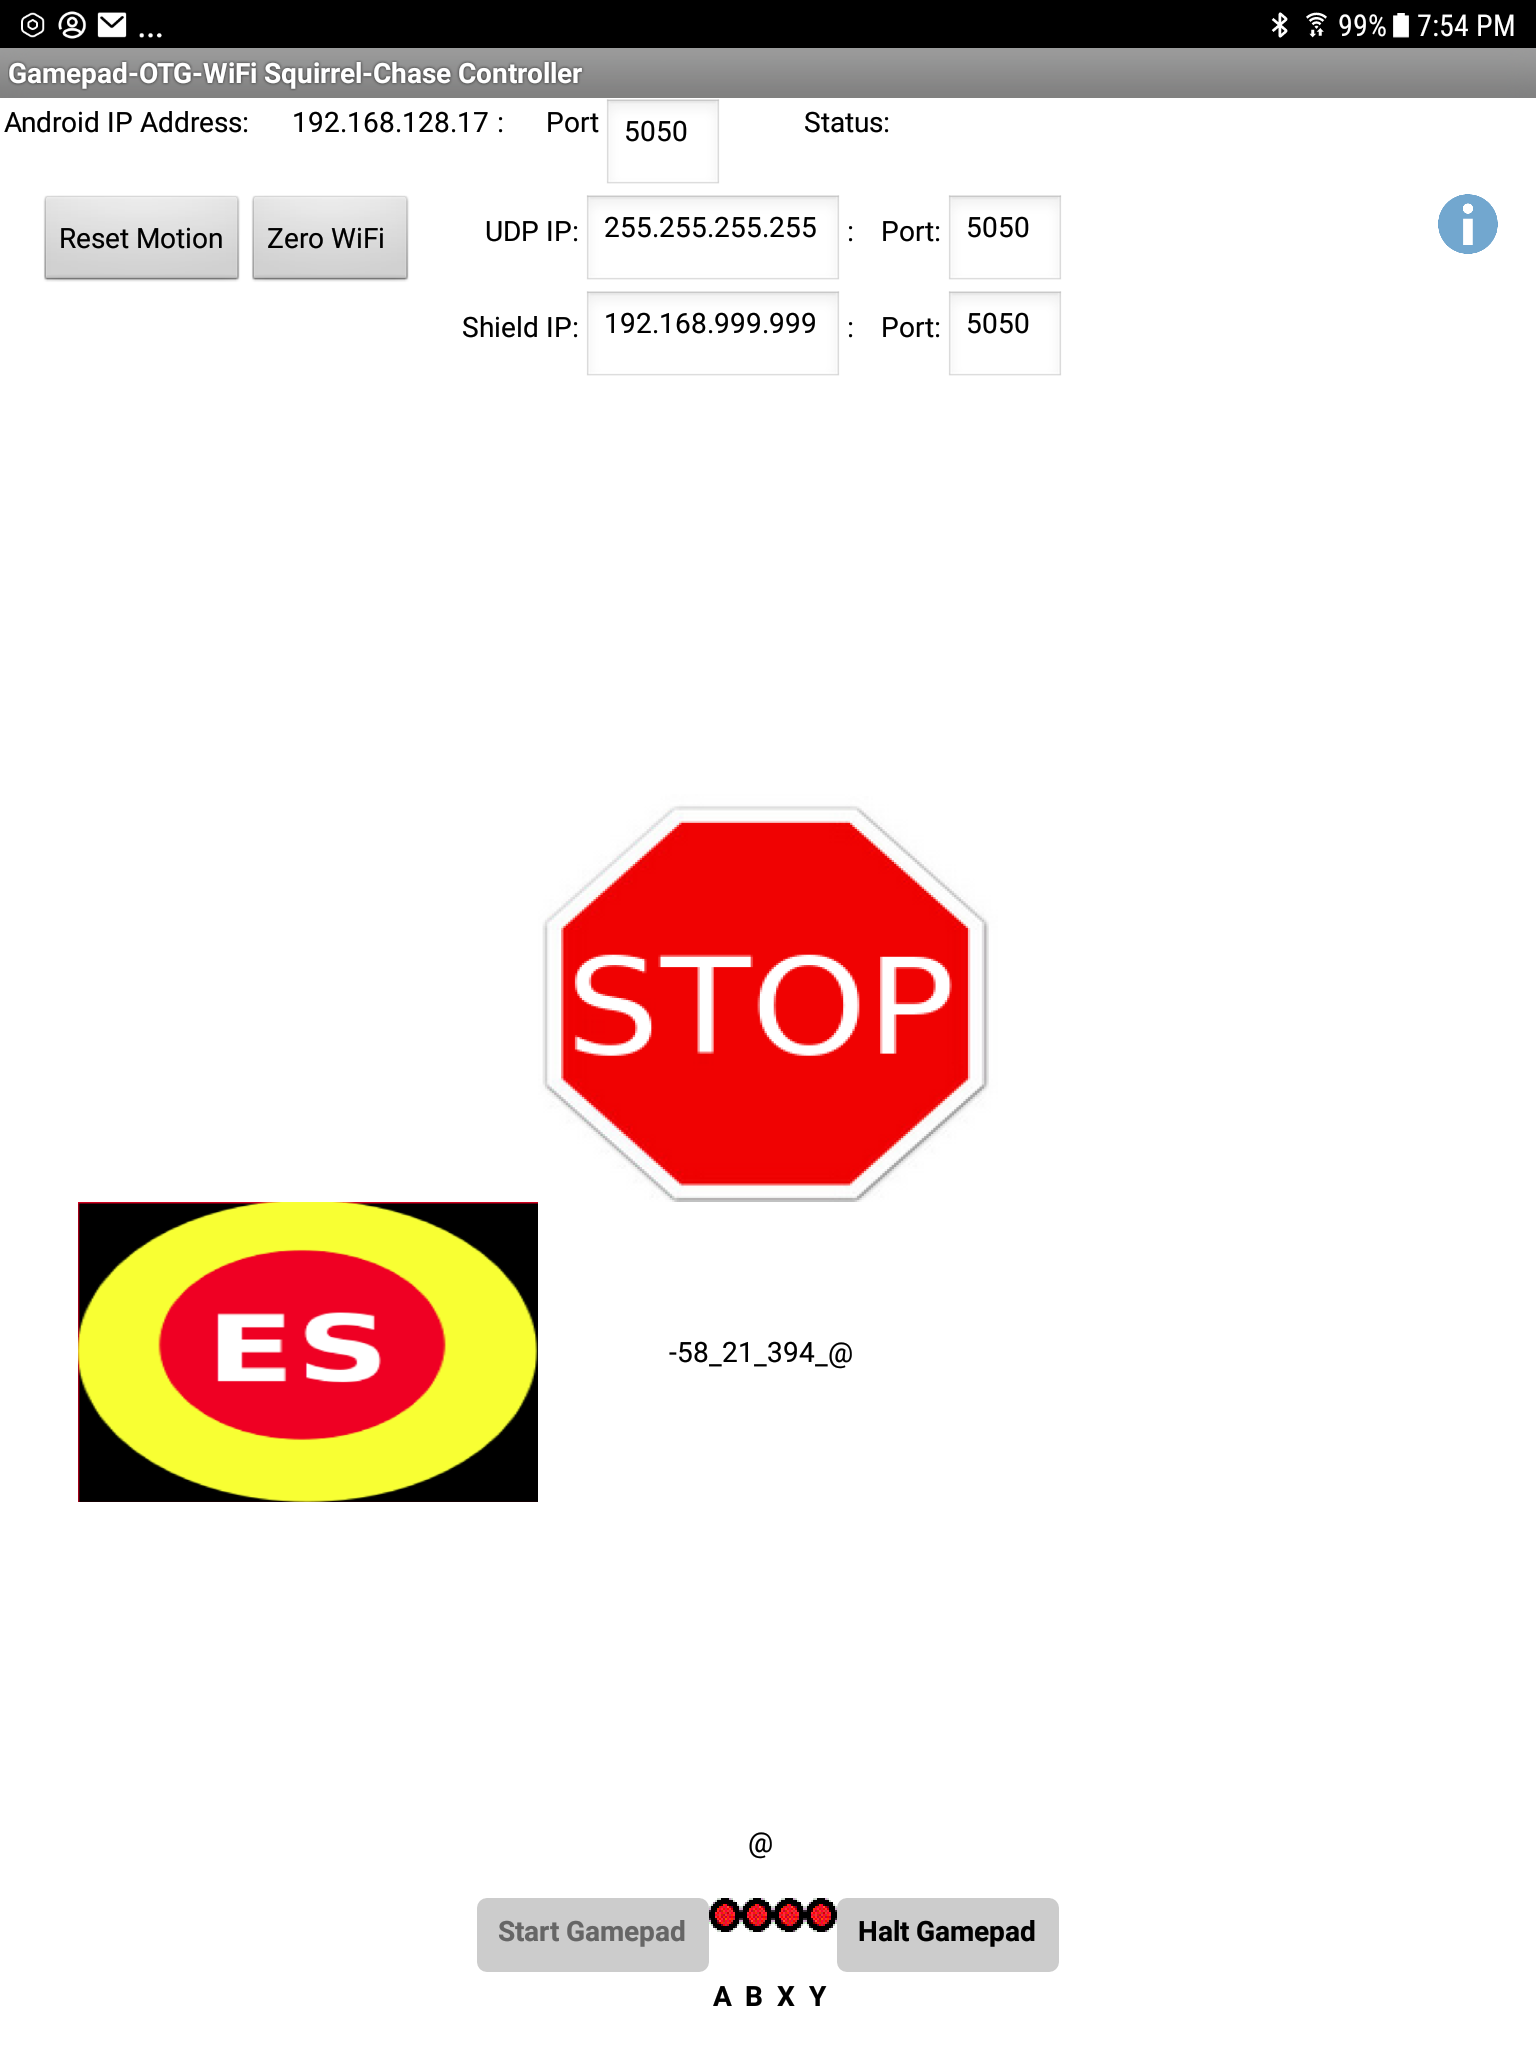 ... 99% 7:54 PM
Gamepad-OTG-WiFi Squirrel-Chase Controller
Android IP Address: 192.168.128.17 : Port 5050 Status:
Reset Motion Zero WiFi UDP IP: 255.255.255.255 : Port: 5050
Shield IP: 192.168.999.999 : Port: 5050
STOP
ES
-58_21_394_@
@
Start Gamepad Halt Gamepad
A B X Y